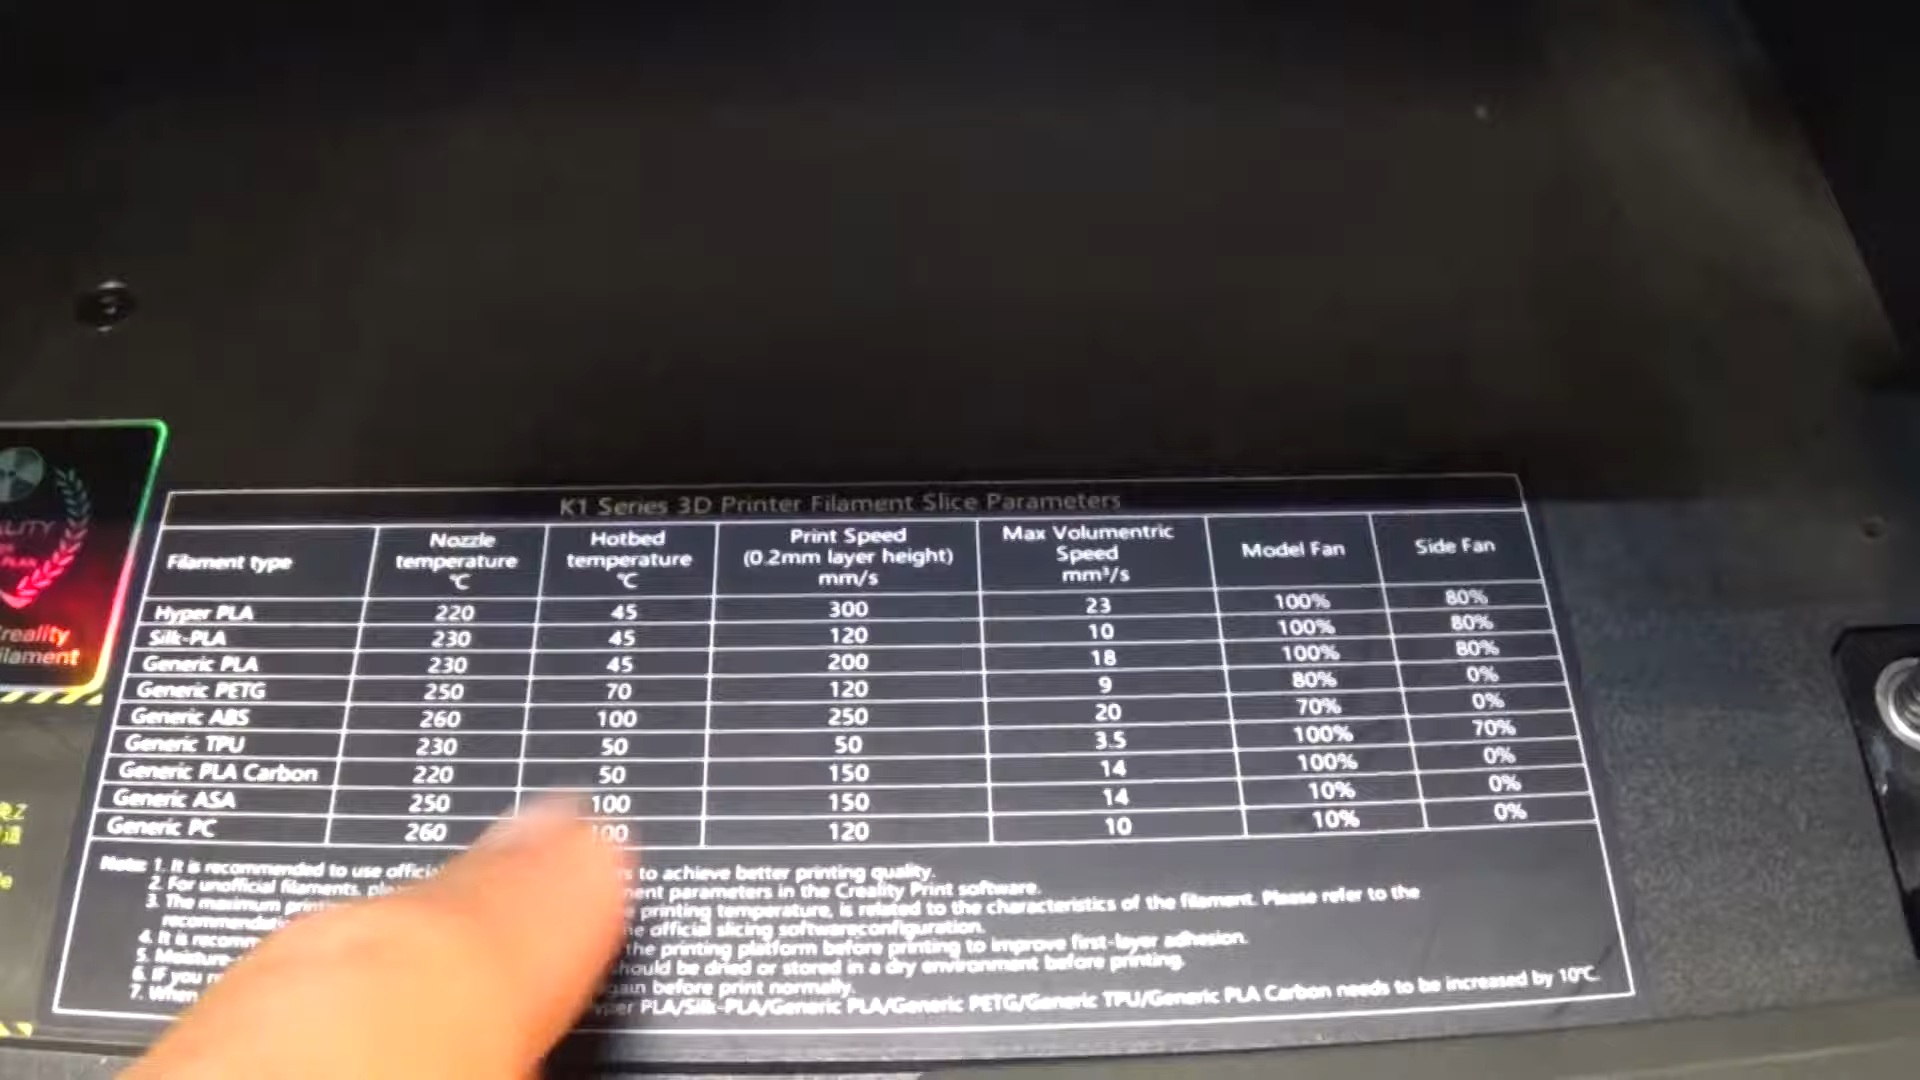 K1 Series 3D Printer Filament Slice Parameters
Filament type Nozzle temperature °C Hotbed temperature °C Print Speed (0.2mm layer height) mm/s Max Volumentric Speed mm³/s Model Fan Side Fan
Hyper PLA 220 45 300 23 100% 80%
Silk-PLA 230 45 120 10 100% 80%
Generic PLA 230 45 200 18 100% 80%
Generic PETG 250 70 120 9 80% 0%
Generic ABS 260 100 250 20 70% 0%
Generic TPU 230 50 50 3.5 100% 70%
Generic PLA Carbon 220 50 150 14 100% 0%
Generic ASA 250 100 150 14 10% 0%
Generic PC 260 100 120 10 10% 0%
Note: 1. It is recommended to use to achieve better printing quality.
2. For unofficial filaments, parameters in the Creality Print software.
3. The maximum printing temperature, is related to the characteristics of the filament. Please refer to the
official slicing softwareconfiguration.
4. It is the printing platform before printing to improve first-layer adhesion.
5. should be dried or stored in a dry environment before printing.
6. IF you before print normally.
7. When PLA/Silk-PLA/Generic PLA/Generic PETG/Generic TPU/Generic PLA Carbon needs to be increased by 10℃.